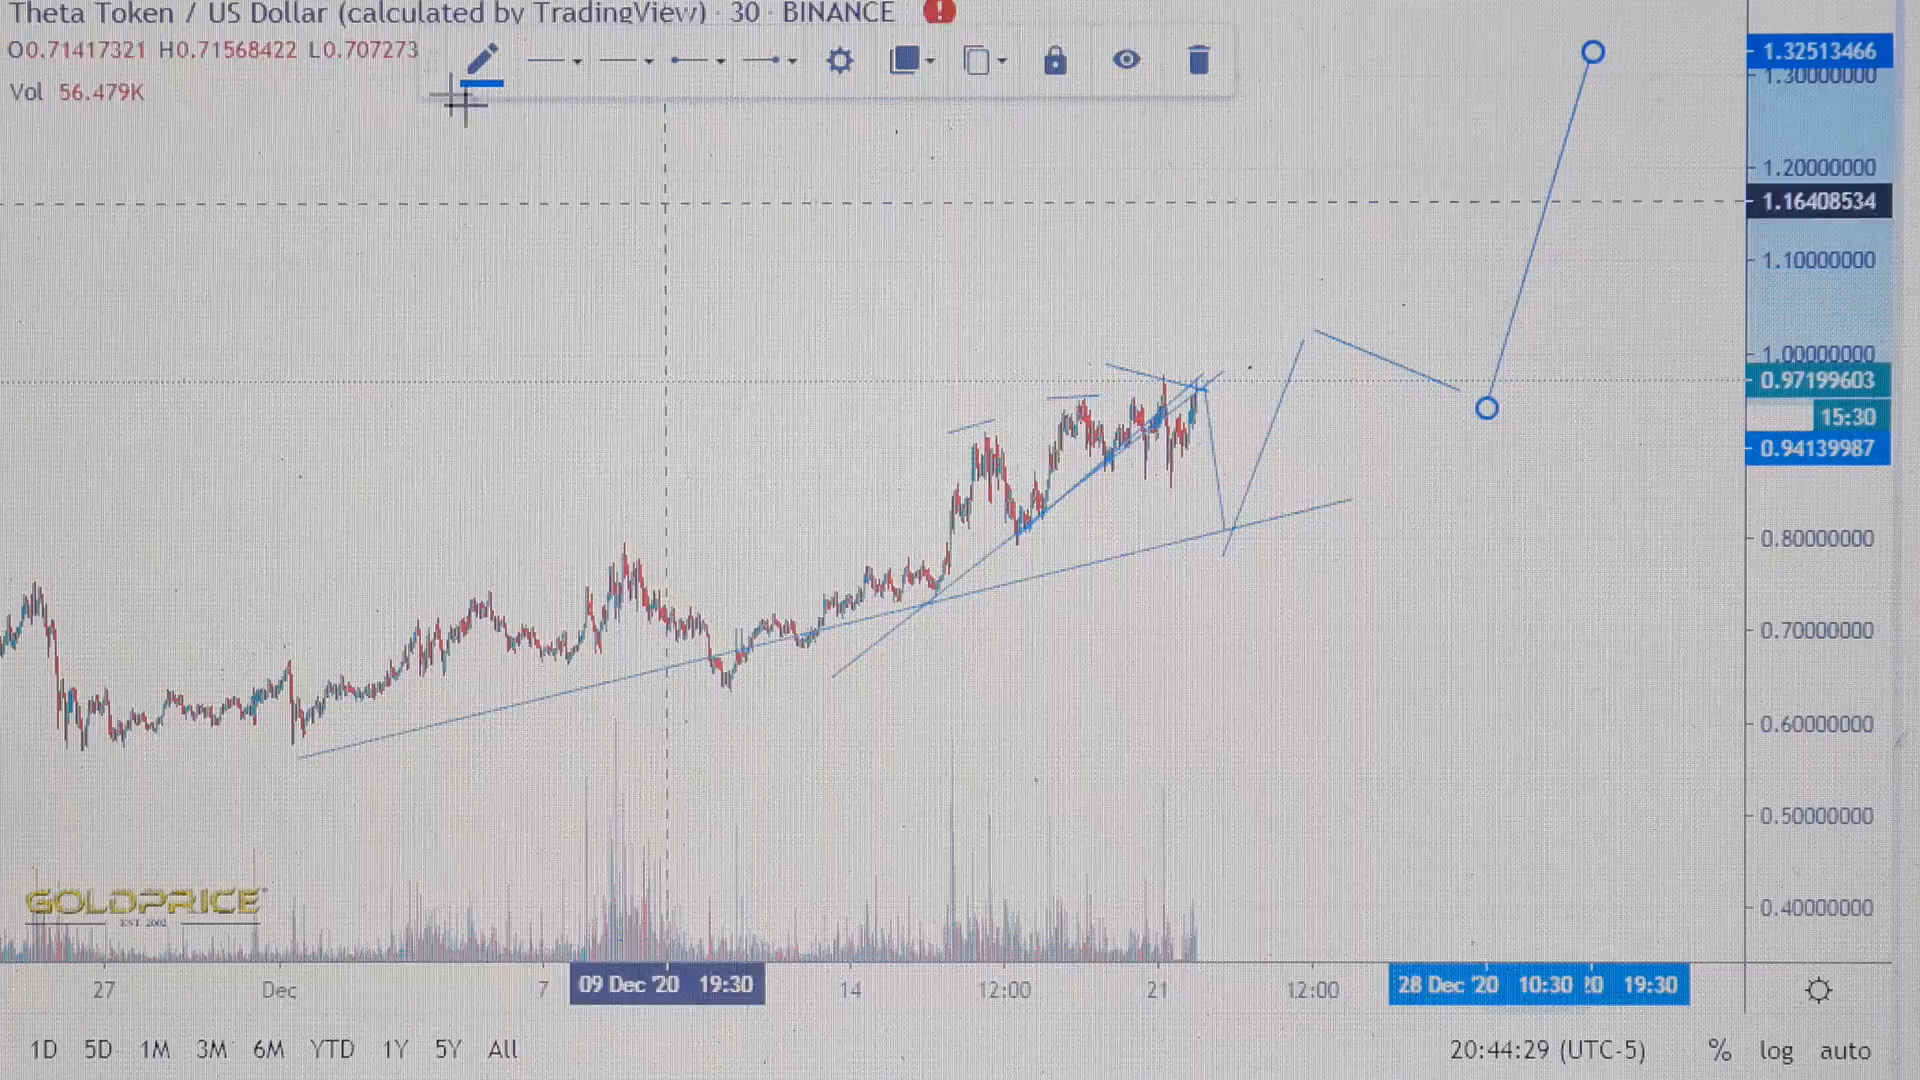 Theta Token / US Dollar (calculated by TradingView) · 30 · BINANCE
O0.71417321 H0.71568422 L0.707273
Vol 56.479K
1.32513466
1.30000000
1.20000000
1.16408534
1.10000000
1.00000000
0.97199603
15:30
0.94139987
0.80000000
0.70000000
0.60000000
0.50000000
0.40000000
GOLDPRICE
EST 2002
27 Dec 7 09 Dec '20 19:30 14 12:00 21 12:00 28 Dec '20 10:30 20 19:30
1D 5D 1M 3M 6M YTD 1Y 5Y All
20:44:29 (UTC-5) % log auto